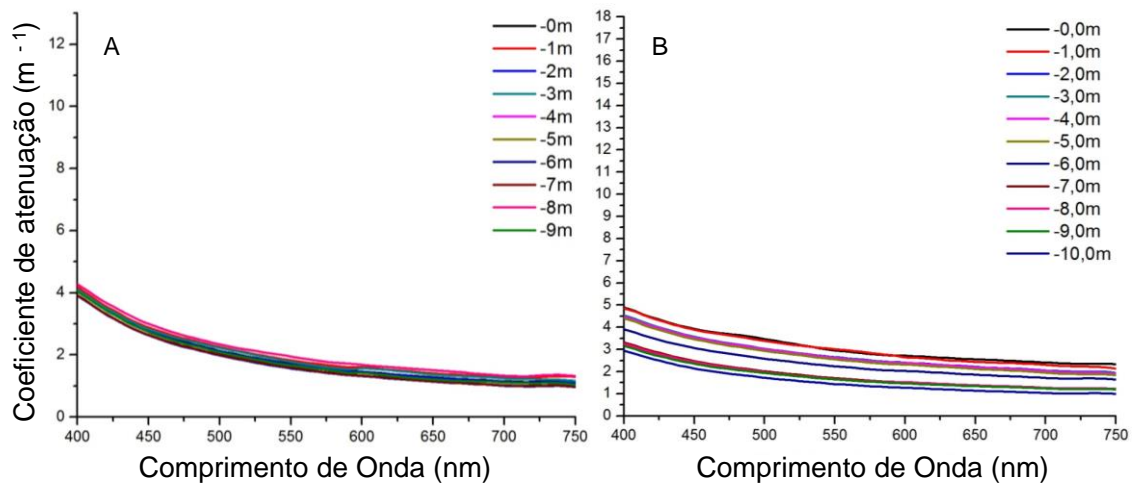 Coeficiente de atenuação (m ⁻¹)
A
12
10
8
6
4
2
0
400 450 500 550 600 650 700 750
Comprimento de Onda (nm)
-0m
-1m
-2m
-3m
-4m
-5m
-6m
-7m
-8m
-9m
B
18
17
16
15
14
13
12
11
10
9
8
7
6
5
4
3
2
1
0
400 450 500 550 600 650 700 750
Comprimento de Onda (nm)
-0,0m
-1,0m
-2,0m
-3,0m
-4,0m
-5,0m
-6,0m
-7,0m
-8,0m
-9,0m
-10,0m